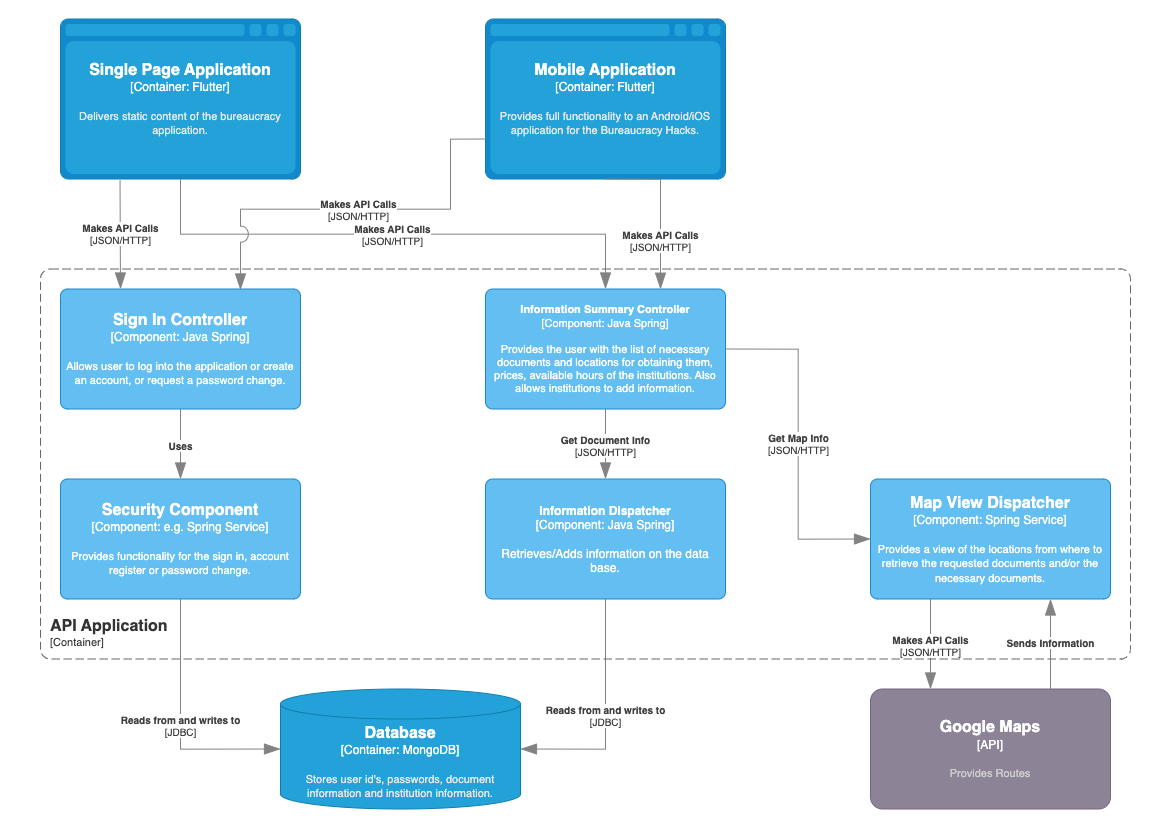 Single Page Application
[Container: Flutter]
Delivers static content of the bureaucracy
application.
Mobile Application
[Container: Flutter]
Provides full functionality to an Android/iOS
application for the Bureaucracy Hacks.
Makes API Calls
[JSON/HTTP]
Makes API Calls
[JSON/HTTP]
Makes API Calls
[JSON/HTTP]
Makes API Calls
[JSON/HTTP]
Sign In Controller
[Component: Java Spring]
Allows user to log into the application or create
an account, or request a password change.
Information Summary Controller
[Component: Java Spring]
Provides the user with the list of necessary
documents and locations for obtaining them,
prices, available hours of the institutions. Also
allows institutions to add information.
Uses
Get Document Info
[JSON/HTTP]
Get Map Info
[JSON/HTTP]
Security Component
[Component: e.g. Spring Service]
Provides functionality for the sign in, account
register or password change.
Information Dispatcher
[Component: Java Spring]
Retrieves/Adds information on the data
base.
Map View Dispatcher
[Component: Spring Service]
Provides a view of the locations from where to
retrieve the requested documents and/or the
necessary documents.
API Application
[Container]
Makes API Calls
[JSON/HTTP]
Sends Information
Reads from and writes to
[JDBC]
Reads from and writes to
[JDBC]
Database
[Container: MongoDB]
Stores user id's, passwords, document
information and institution information.
Google Maps
[API]
Provides Routes